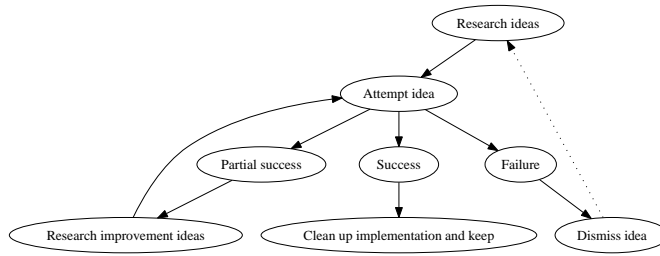 Research ideas
Attempt idea
Partial success
Success
Failure
Research improvement ideas
Clean up implementation and keep
Dismiss idea